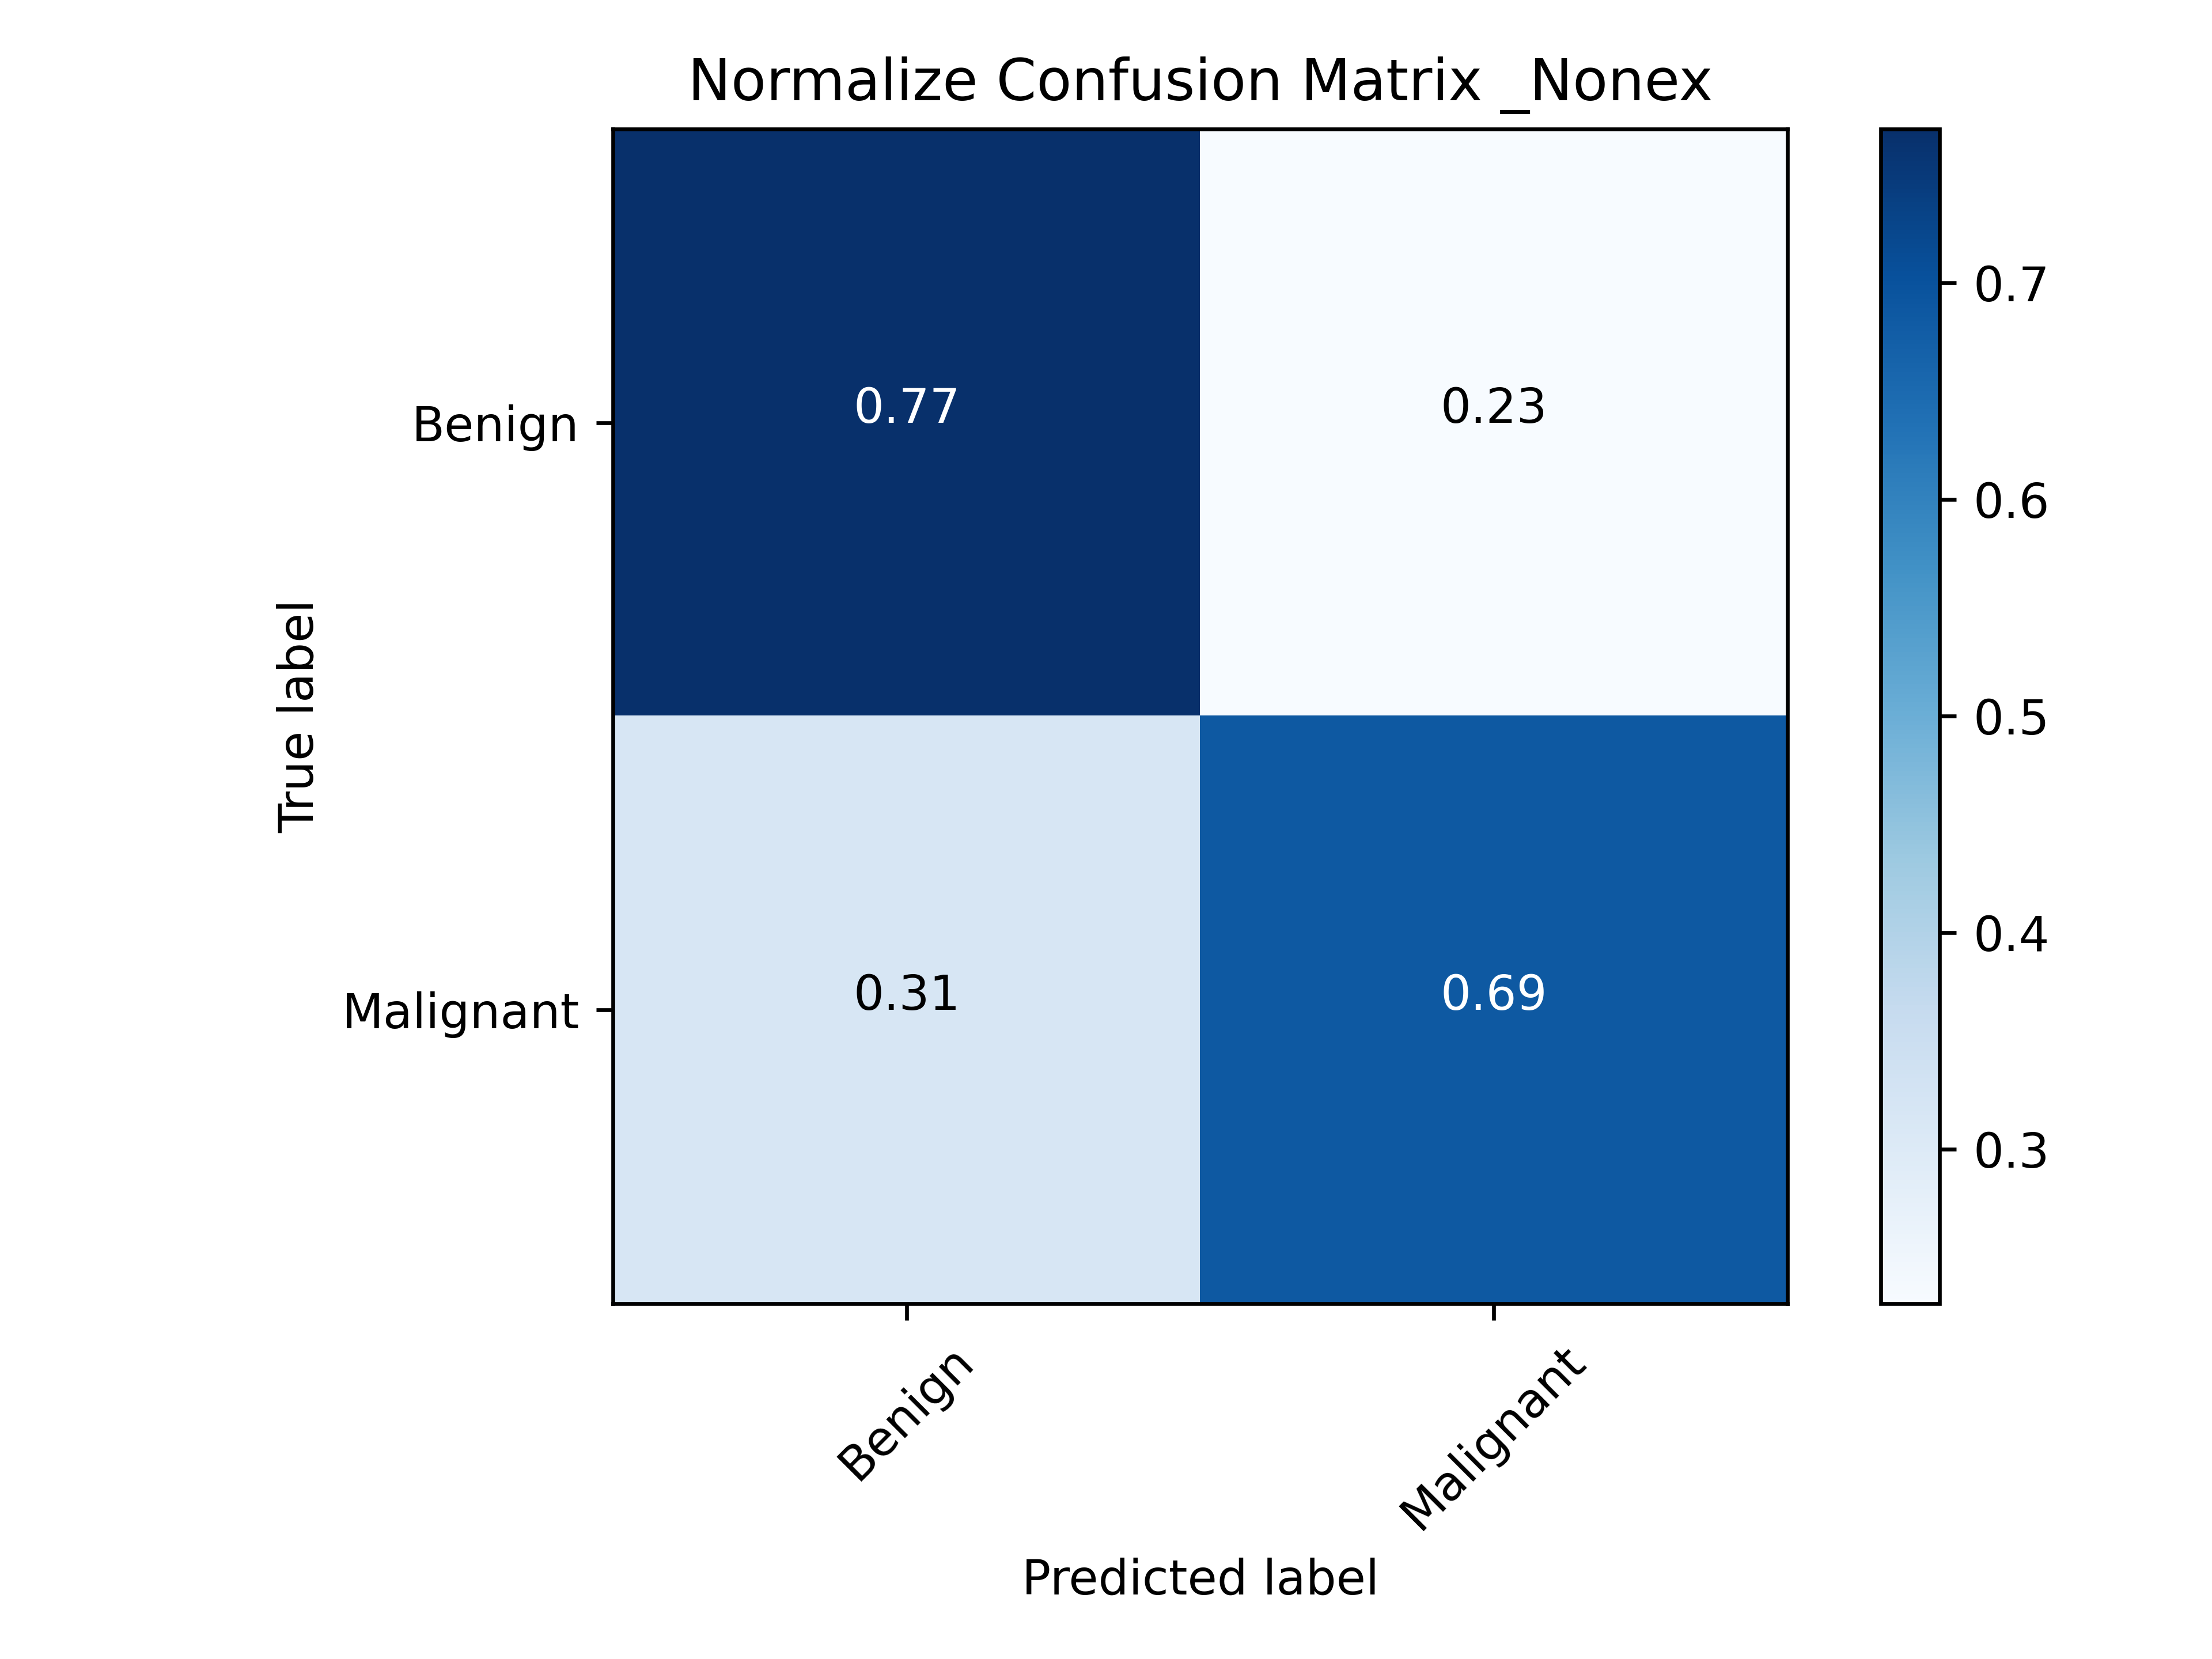 Normalize Confusion Matrix _Nonex
True label
Benign
0.77
0.23
Malignant
0.31
0.69
Benign
Malignant
Predicted label
0.7
0.6
0.5
0.4
0.3